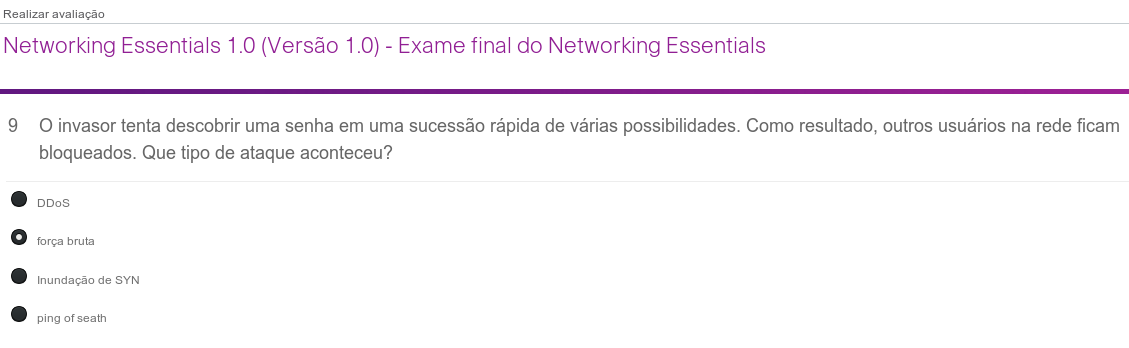 Realizar avaliação
Networking Essentials 1.0 (Versão 1.0) - Exame final do Networking Essentials
9 O invasor tenta descobrir uma senha em uma sucessão rápida de várias possibilidades. Como resultado, outros usuários na rede ficam
bloqueados. Que tipo de ataque aconteceu?
DDoS
força bruta
Inundação de SYN
ping of seath